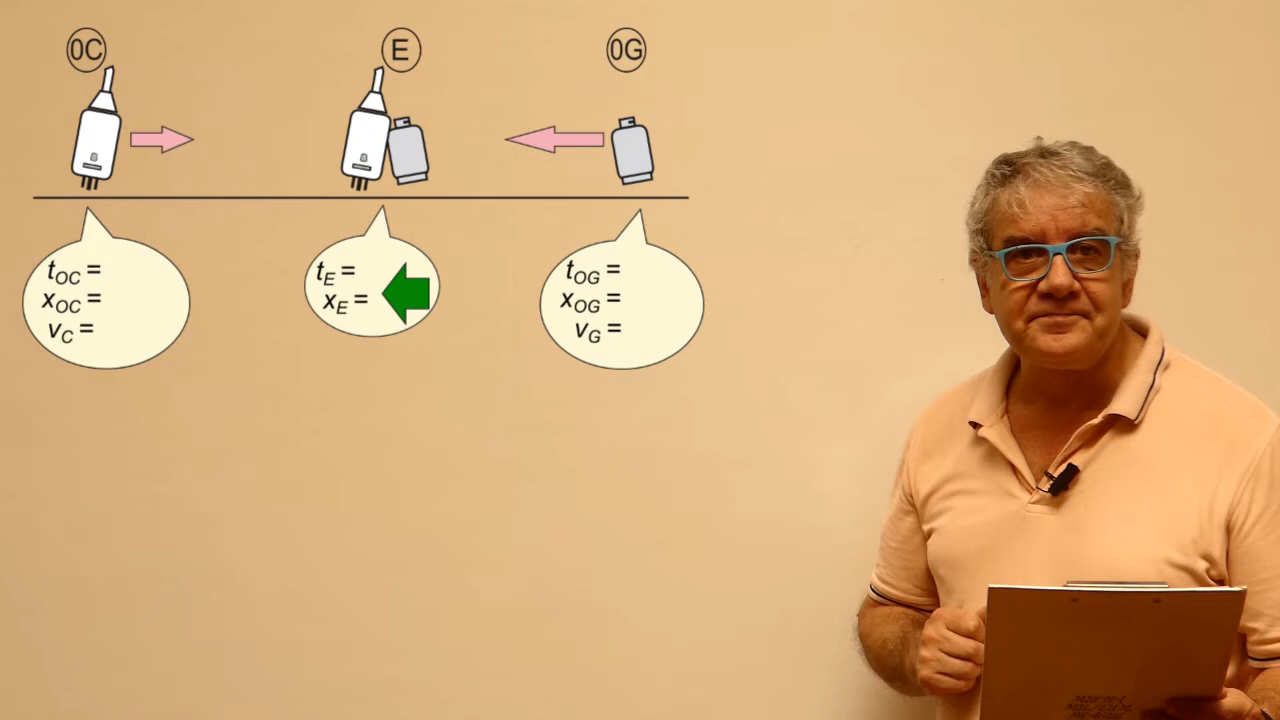 0C
E
0G
tOC =
xOC =
vC =
tE =
xE =
tOG =
xOG =
vG =